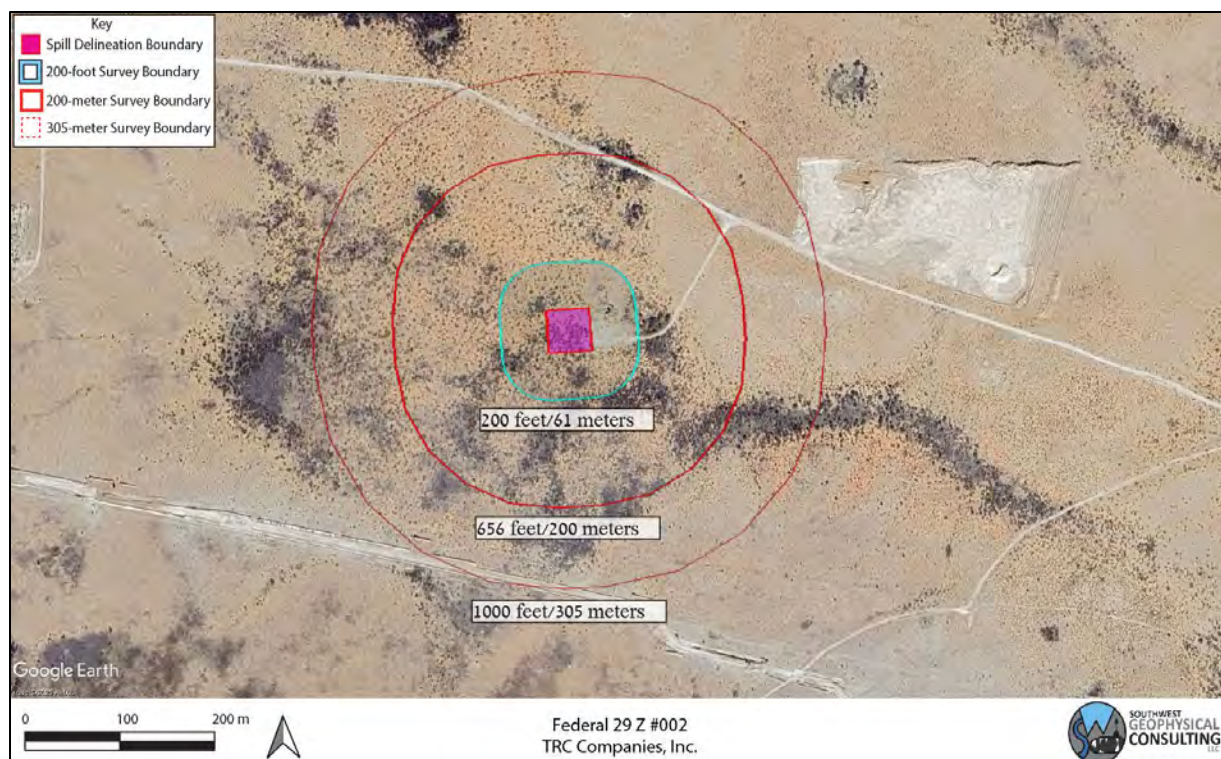 Key
Spill Delineation Boundary
200-foot Survey Boundary
200-meter Survey Boundary
305-meter Survey Boundary
200 feet/61 meters
656 feet/200 meters
1000 feet/305 meters
Google Earth
0 100 200 m
Federal 29 Z #002
TRC Companies, Inc.
SOUTHWEST
GEOPHYSICAL
CONSULTING
LLC